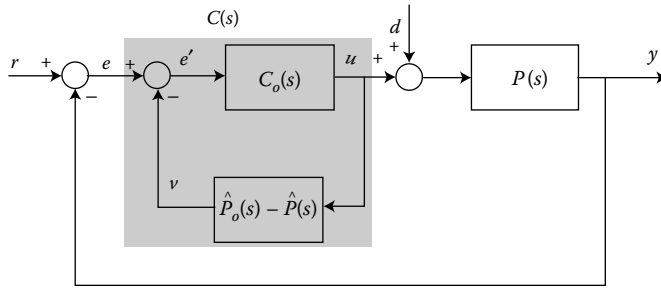 C(s)
d
r
+
e
+
e′
C_o(s)
u
+
+
P(s)
y
−
−
v
P̂_o(s) − P̂(s)